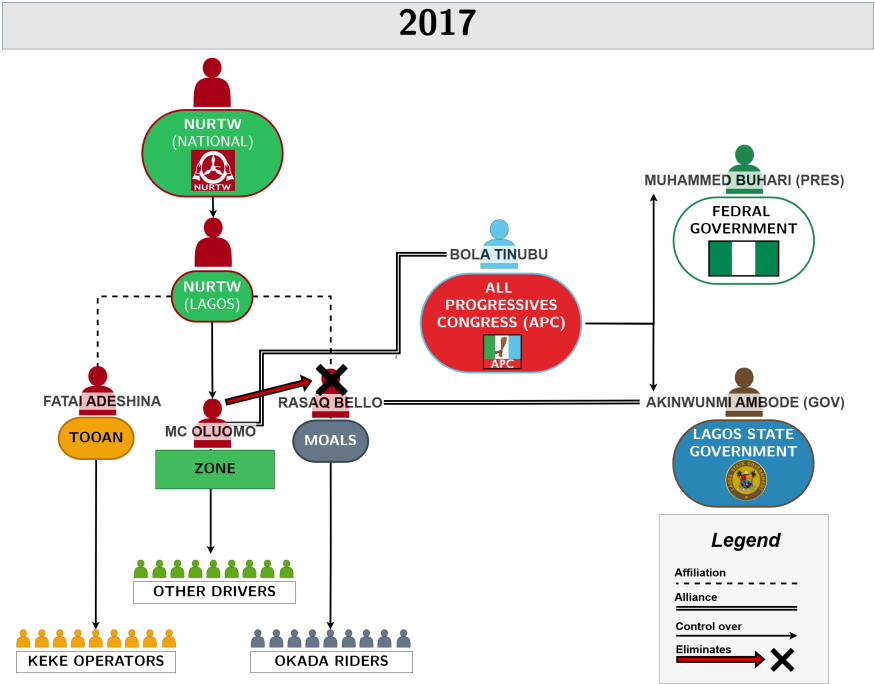 2017
NURTW
(NATIONAL)
NURTW
MUHAMMED BUHARI (PRES)
FEDRAL
GOVERNMENT
BOLA TINUBU
NURTW
(LAGOS)
ALL
PROGRESSIVES
CONGRESS (APC)
APC
FATAI ADESHINA
RASAQ BELLO
AKINWUNMI AMBODE (GOV)
MC OLUOMO
TOOAN
MOALS
LAGOS STATE
GOVERNMENT
ZONE
OTHER DRIVERS
KEKE OPERATORS
OKADA RIDERS
Legend
Affiliation
Alliance
Control over
Eliminates